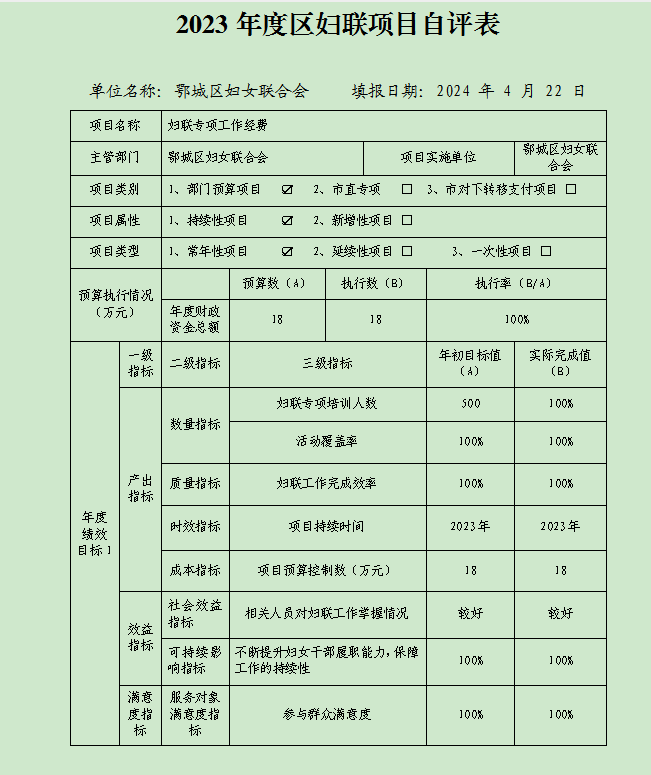 2023 年度区妇联项目自评表
单位名称：鄂城区妇女联合会 填报日期：2024 年 4 月 22 日
项目名称 妇联专项工作经费
主管部门 鄂城区妇女联合会 项目实施单位 鄂城区妇女联合会
项目类别 1、部门预算项目 ☑ 2、市直专项 □ 3、市对下转移支付项目 □
项目属性 1、持续性项目 ☑ 2、新增性项目 □
项目类型 1、常年性项目 ☑ 2、延续性项目 □ 3、一次性项目 □
预算执行情况（万元） 预算数（A） 执行数（B） 执行率（B/A）
年度财政资金总额 18 18 100%
年度绩效目标1 一级指标 二级指标 三级指标 年初目标值（A） 实际完成值（B）
产出指标 数量指标 妇联专项培训人数 500 100%
活动覆盖率 100% 100%
质量指标 妇联工作完成效率 100% 100%
时效指标 项目持续时间 2023年 2023年
成本指标 项目预算控制数（万元） 18 18
效益指标 社会效益指标 相关人员对妇联工作掌握情况 较好 较好
可持续影响指标 不断提升妇女干部履职能力，保障工作的持续性 100% 100%
满意度指标 服务对象满意度指标 参与群众满意度 100% 100%